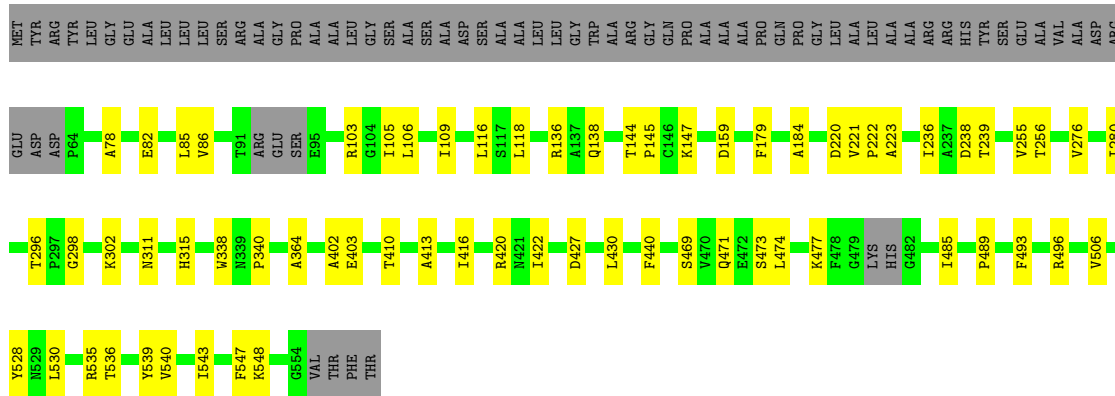 MET TYR ARG TYR LEU GLY GLU ALA LEU LEU LEU LEU SER ARG ALA GLY PRO ALA ALA LEU GLY SER ALA SER ALA ASP SER ALA ALA LEU LEU GLY TRP ALA ARG GLY GLN PRO ALA ALA ALA PRO GLN PRO GLY LEU ALA LEU ALA ALA ARG ARG HIS TYR SER GLU ALA VAL ALA ASP
GLU ASP ASP P64 A78 E82 L85 V86 T91 ARG GLU SER E95 R103 G104 I105 L106 I109 L116 S117 L118 R136 A137 Q138 T144 P145 C146 K147 D159 F179 A184 D220 V221 P222 A223 I236 A237 D238 T239 V255 T256 V276
T296 P297 G298 K302 N311 H315 W338 N339 P340 A364 A402 E403 T410 A413 I416 R420 N421 I422 D427 L430 F440 S469 V470 Q471 E472 S473 L474 K477 F478 G479 LYS HIS G482 I485 P489 F493 R496 V506
Y528 N529 L530 R535 T536 Y539 V540 I543 F547 K548 G554 VAL THR PHE THR